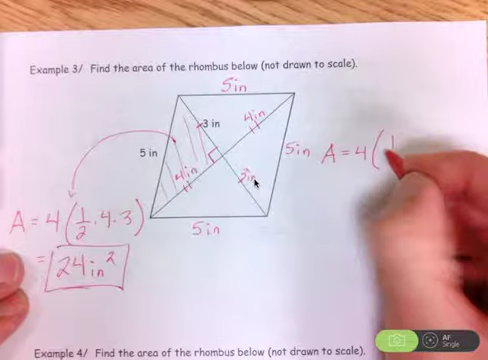 Example 3/ Find the area of the rhombus below (not drawn to scale).
5in
3 in
4in
5 in
5in
A = 4 (
4in
3in
A = 4 ( 1/2 · 4 · 3 )
5in
= 24 in²
Example 4/ Find the area of the rhombus below (not drawn to scale).
AF
Single